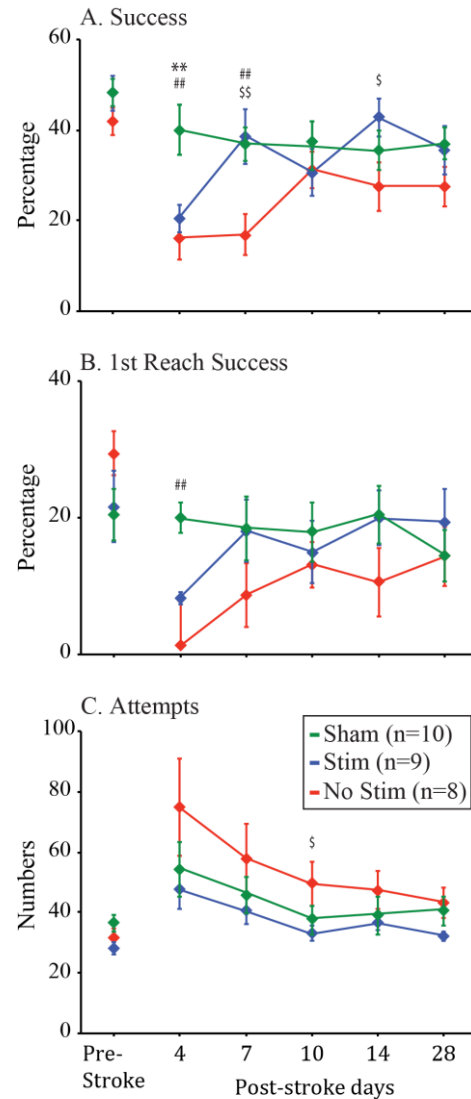 A. Success
60
40
20
0
Percentage
**
##
##
$$
$
B. 1st Reach Success
40
20
0
Percentage
##
C. Attempts
100
80
60
40
20
0
Numbers
$
Sham (n=10)
Stim (n=9)
No Stim (n=8)
Pre-
Stroke
4
7
10
14
28
Post-stroke days